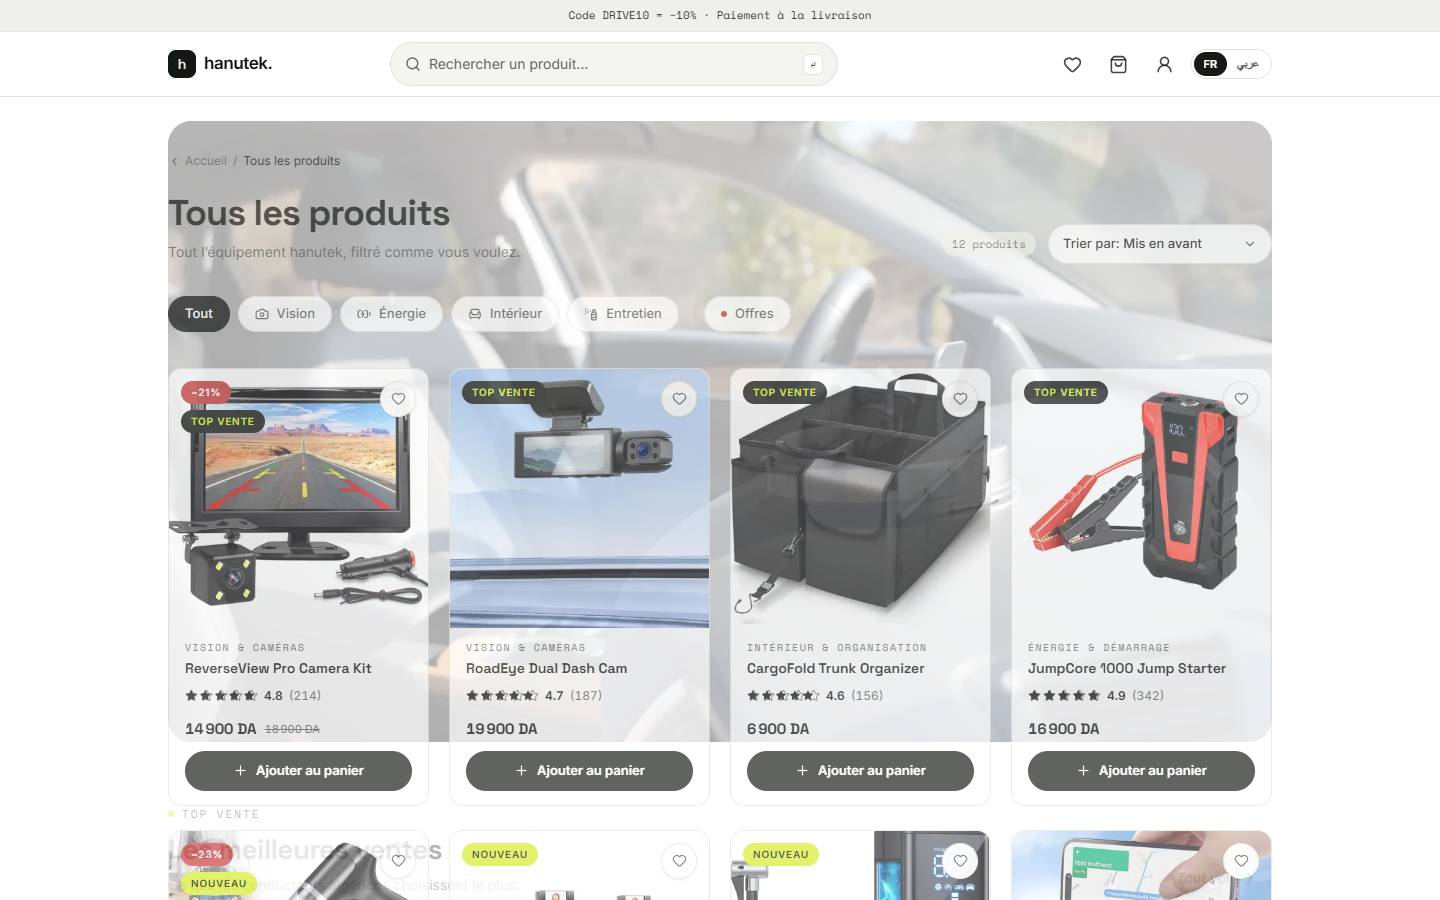 Code DRIVE10 = −10% · Paiement à la livraison
h hanutek.
Rechercher un produit...
FR عربي
Accueil / Tous les produits
Tous les produits
Tout l'équipement hanutek, filtré comme vous voulez.
12 produits
Trier par: Mis en avant
Tout
Vision
Énergie
Intérieur
Entretien
Offres
−21%
TOP VENTE
TOP VENTE
TOP VENTE
TOP VENTE
VISION & CAMÉRAS
ReverseView Pro Camera Kit
4.8 (214)
14 900 DA 18 900 DA
Ajouter au panier
VISION & CAMÉRAS
RoadEye Dual Dash Cam
4.7 (187)
19 900 DA
Ajouter au panier
INTÉRIEUR & ORGANISATION
CargoFold Trunk Organizer
4.6 (156)
6 900 DA
Ajouter au panier
ÉNERGIE & DÉMARRAGE
JumpCore 1000 Jump Starter
4.9 (342)
16 900 DA
Ajouter au panier
TOP VENTE
Les meilleures ventes
−23%
NOUVEAU
choisissent le plus.
NOUVEAU
NOUVEAU